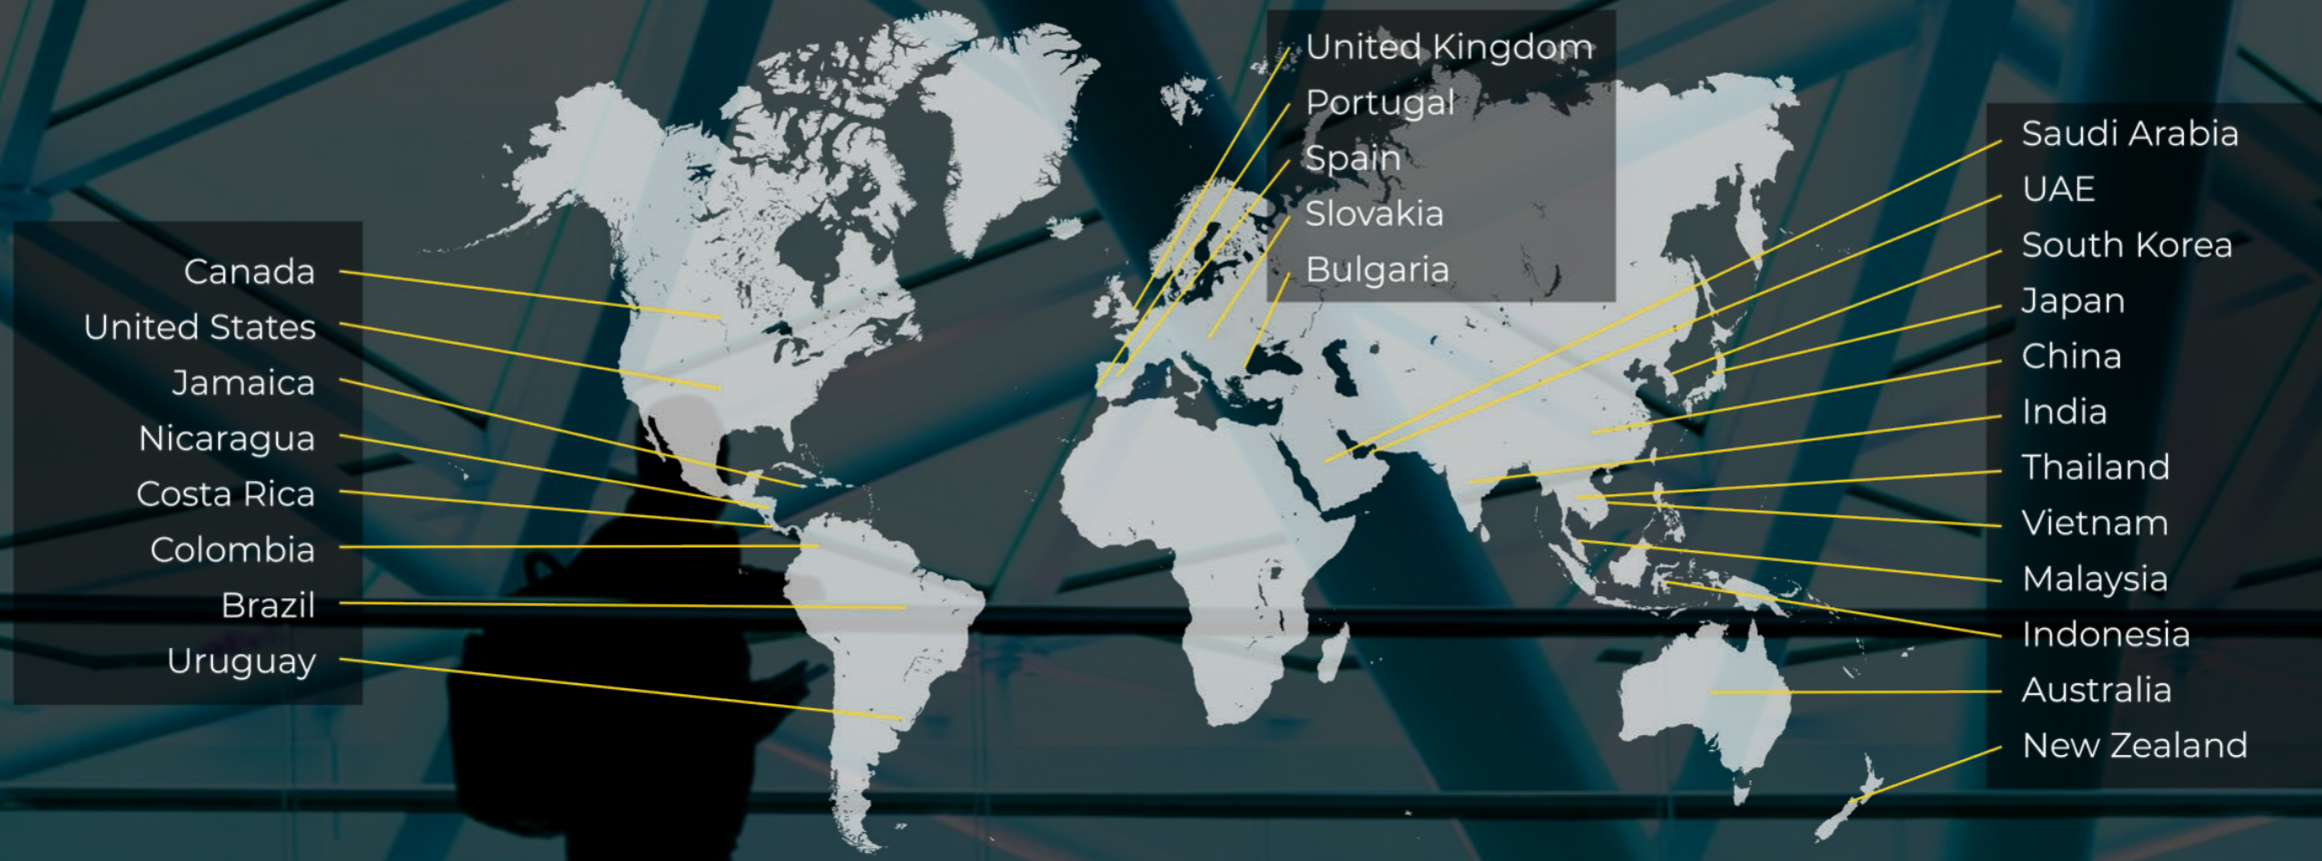 Canada
United States
Jamaica
Nicaragua
Costa Rica
Colombia
Brazil
Uruguay
United Kingdom
Portugal
Spain
Slovakia
Bulgaria
Saudi Arabia
UAE
South Korea
Japan
China
India
Thailand
Vietnam
Malaysia
Indonesia
Australia
New Zealand